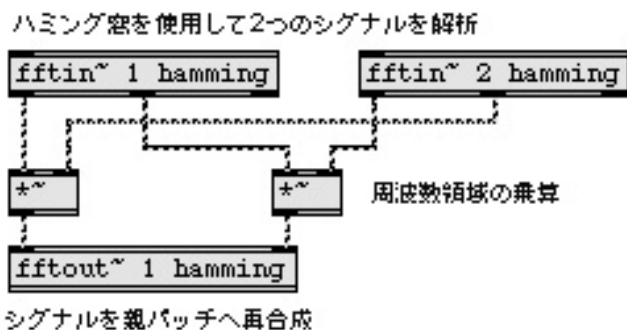 ハミング窓を使用して2つのシグナルを解析
fftin~ 1 hamming
fftin~ 2 hamming
*~
*~
周波数領域の乗算
fftout~ 1 hamming
シグナルを親パッチへ再合成